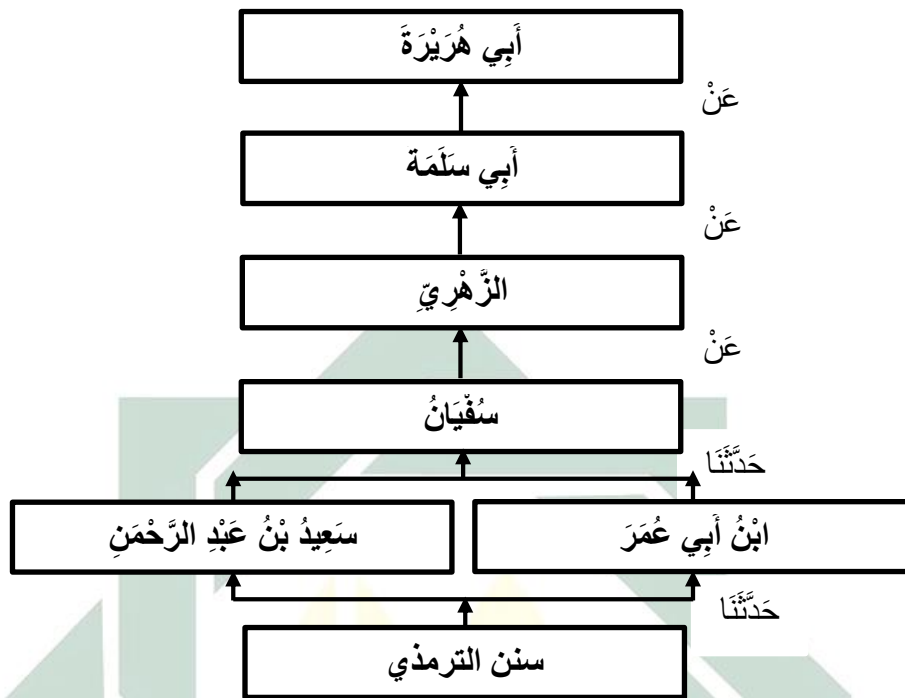 أَبِي هُرَيْرَةَ
عَنْ
أَبِي سَلَمَة
عَنْ
الزَّهْرِيِّ
عَنْ
سُفّيَانُ
حَدَّثَنَا
ابْنُ أَبِي عُمَرَ
سَعِيدُ بْنُ عَبْدِ الرَّحْمَنِ
حَدَّثَنَا
سنن الترمذي